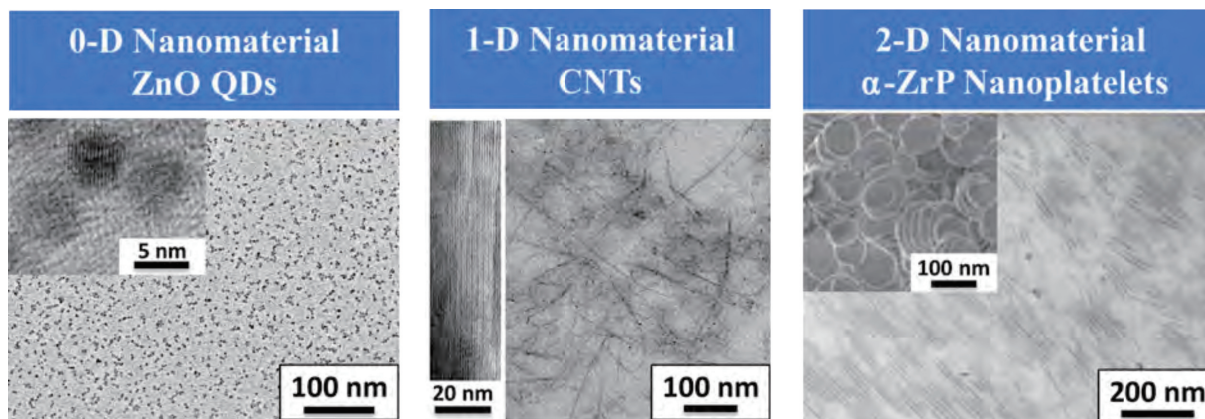 0-D Nanomaterial
ZnO QDs
5 nm
100 nm
1-D Nanomaterial
CNTs
20 nm
100 nm
2-D Nanomaterial
α-ZrP Nanoplatelets
100 nm
200 nm